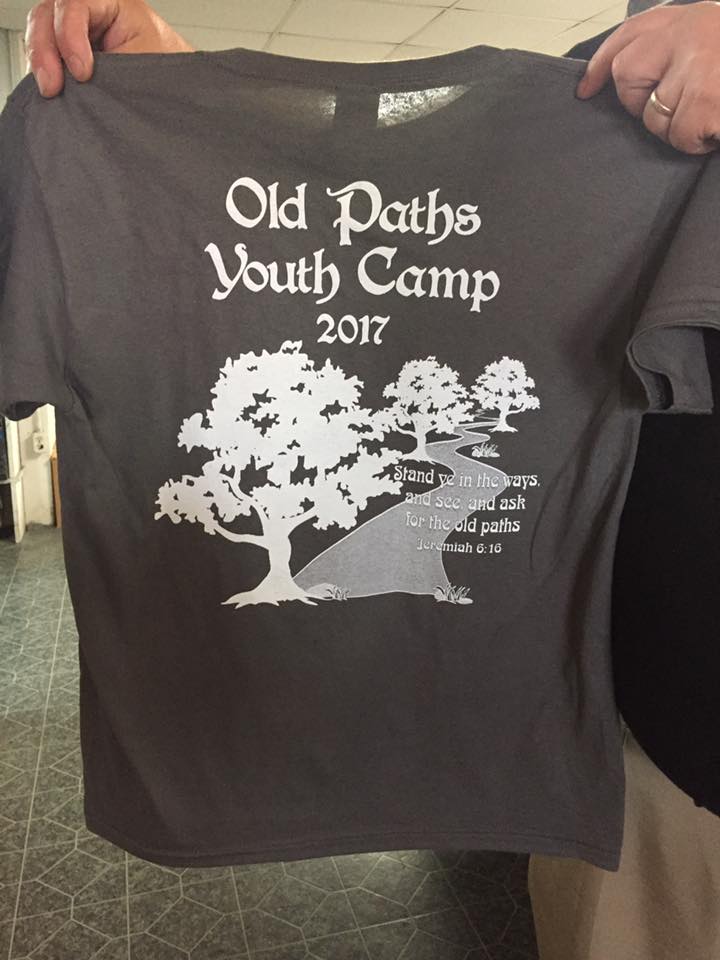 Old Paths
Youth Camp
2017
Stand ye in the ways,
and see, and ask
for the old paths
Jeremiah 6:16